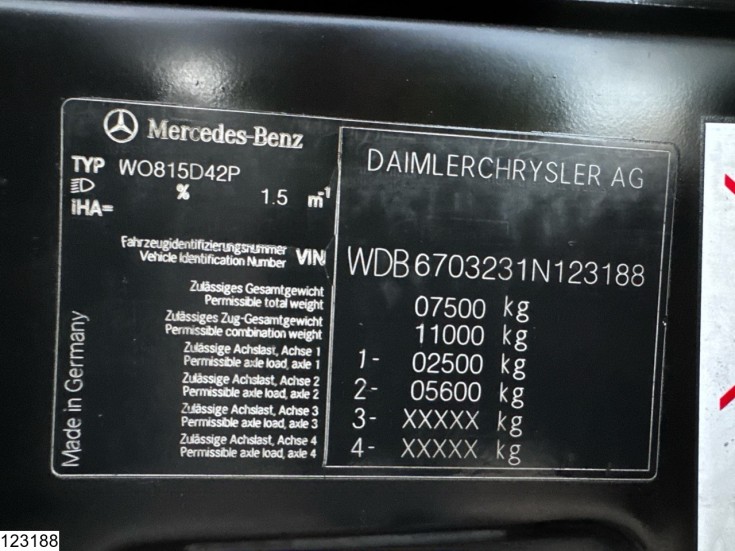 Mercedes-Benz
DAIMLERCHRYSLER AG
TYP WO815D42P
% 1.5 m⁻¹
iHA=
Fahrzeugidentifizierungsnummer
Vehicle Identification Number VIN WDB6703231N123188
Zulässiges Gesamtgewicht
Permissible total weight 07500 kg
Zulässiges Zug-Gesamtgewicht
Permissible combination weight 11000 kg
Zulässige Achslast, Achse 1
Permissible axle load, axle 1 1- 02500 kg
Zulässige Achslast, Achse 2
Permissible axle load, axle 2 2- 05600 kg
Zulässige Achslast, Achse 3
Permissible axle load, axle 3 3- XXXXX kg
Zulässige Achslast, Achse 4
Permissible axle load, axle 4 4- XXXXX kg
Made in Germany
123188